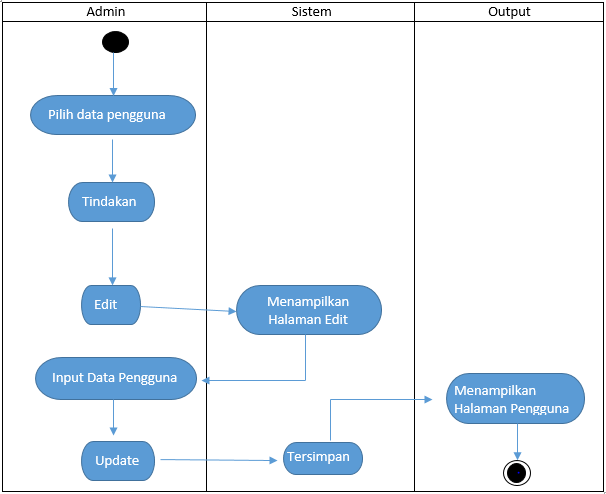 Admin
Sistem
Output
Pilih data pengguna
Tindakan
Edit
Menampilkan
Halaman Edit
Input Data Pengguna
Menampilkan
Halaman Pengguna
Update
Tersimpan